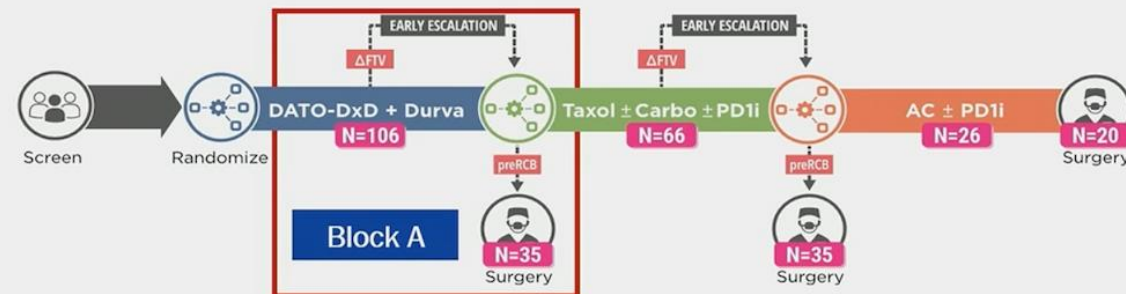 EARLY ESCALATION
EARLY ESCALATION
ΔFTV
ΔFTV
DATO-DxD + Durva
Taxol ± Carbo ± PD1i
AC ± PD1i
N=106
N=66
N=26
N=20
Screen
Randomize
Surgery
preRCB
preRCB
Block A
N=35
N=35
Surgery
Surgery